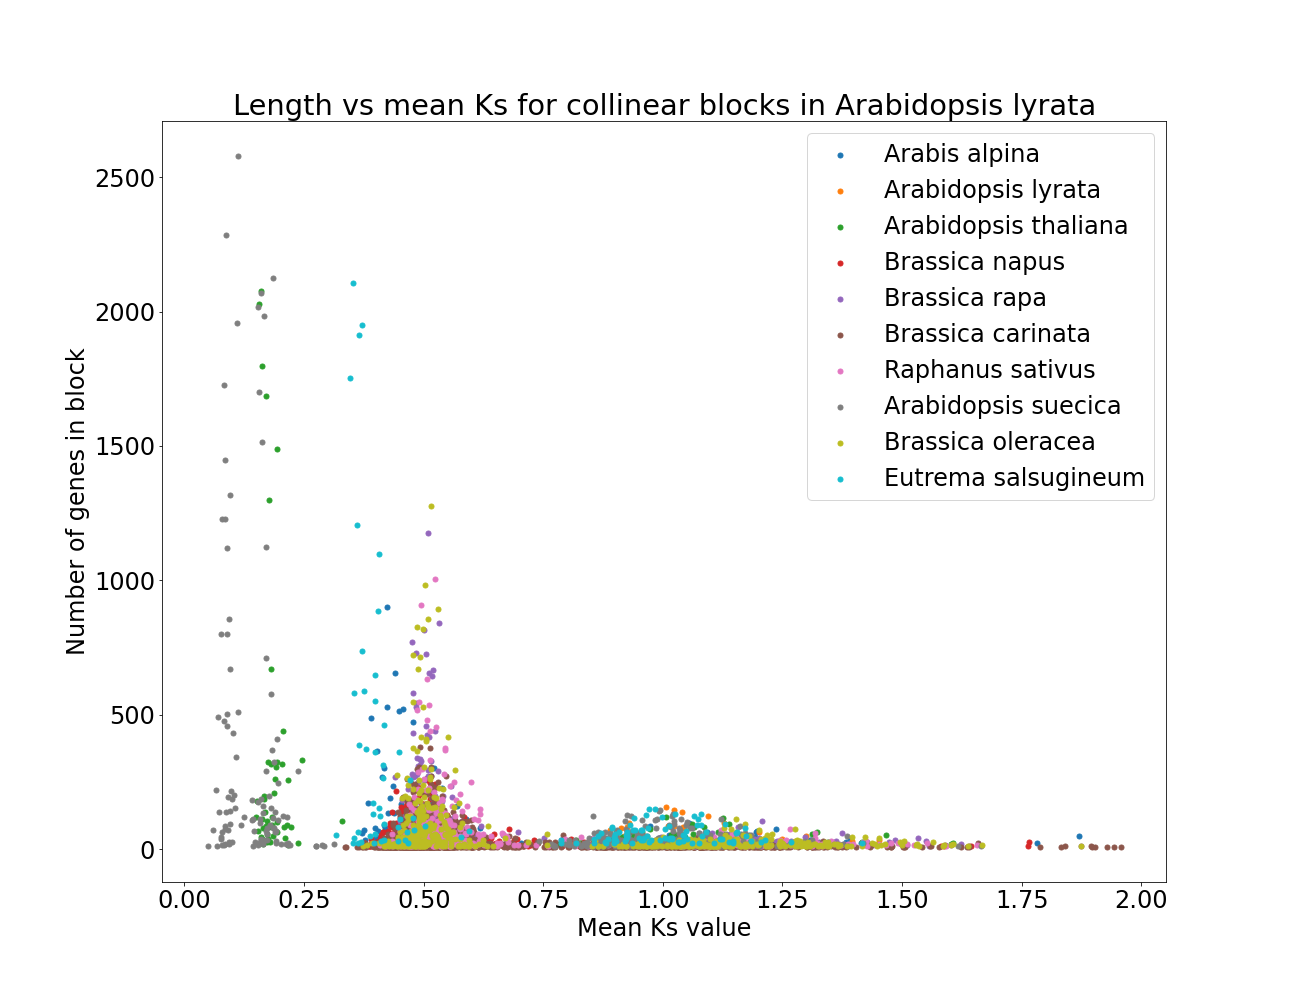 Length vs mean Ks for collinear blocks in Arabidopsis lyrata
Arabis alpina
Arabidopsis lyrata
Arabidopsis thaliana
Brassica napus
Brassica rapa
Brassica carinata
Raphanus sativus
Arabidopsis suecica
Brassica oleracea
Eutrema salsugineum
Number of genes in block
2500
2000
1500
1000
500
0
0.00 0.25 0.50 0.75 1.00 1.25 1.50 1.75 2.00
Mean Ks value